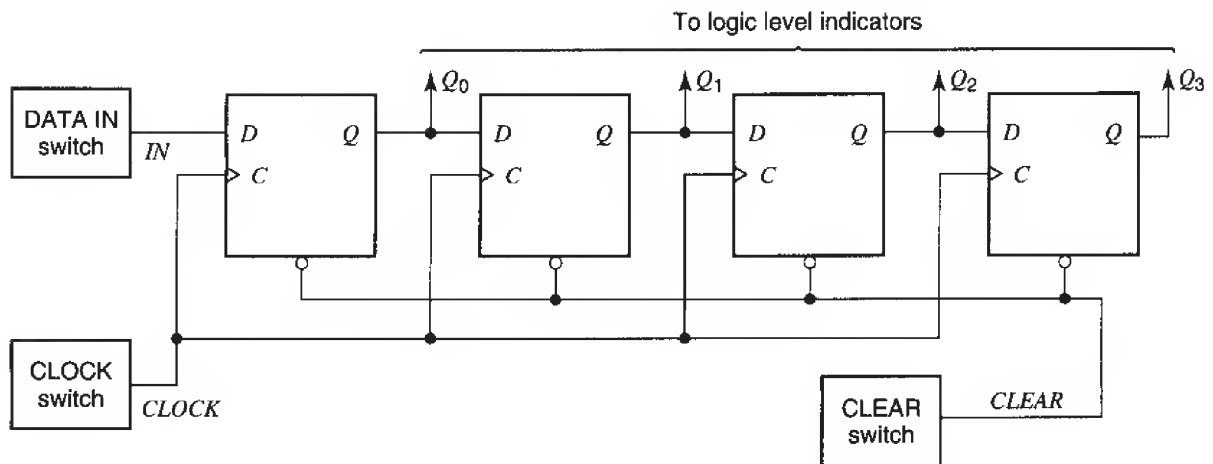 To logic level indicators
Q0
Q1
Q2
Q3
DATA IN
switch
IN
D
Q
C
D
Q
C
D
Q
C
D
Q
C
CLOCK
switch
CLOCK
CLEAR
switch
CLEAR